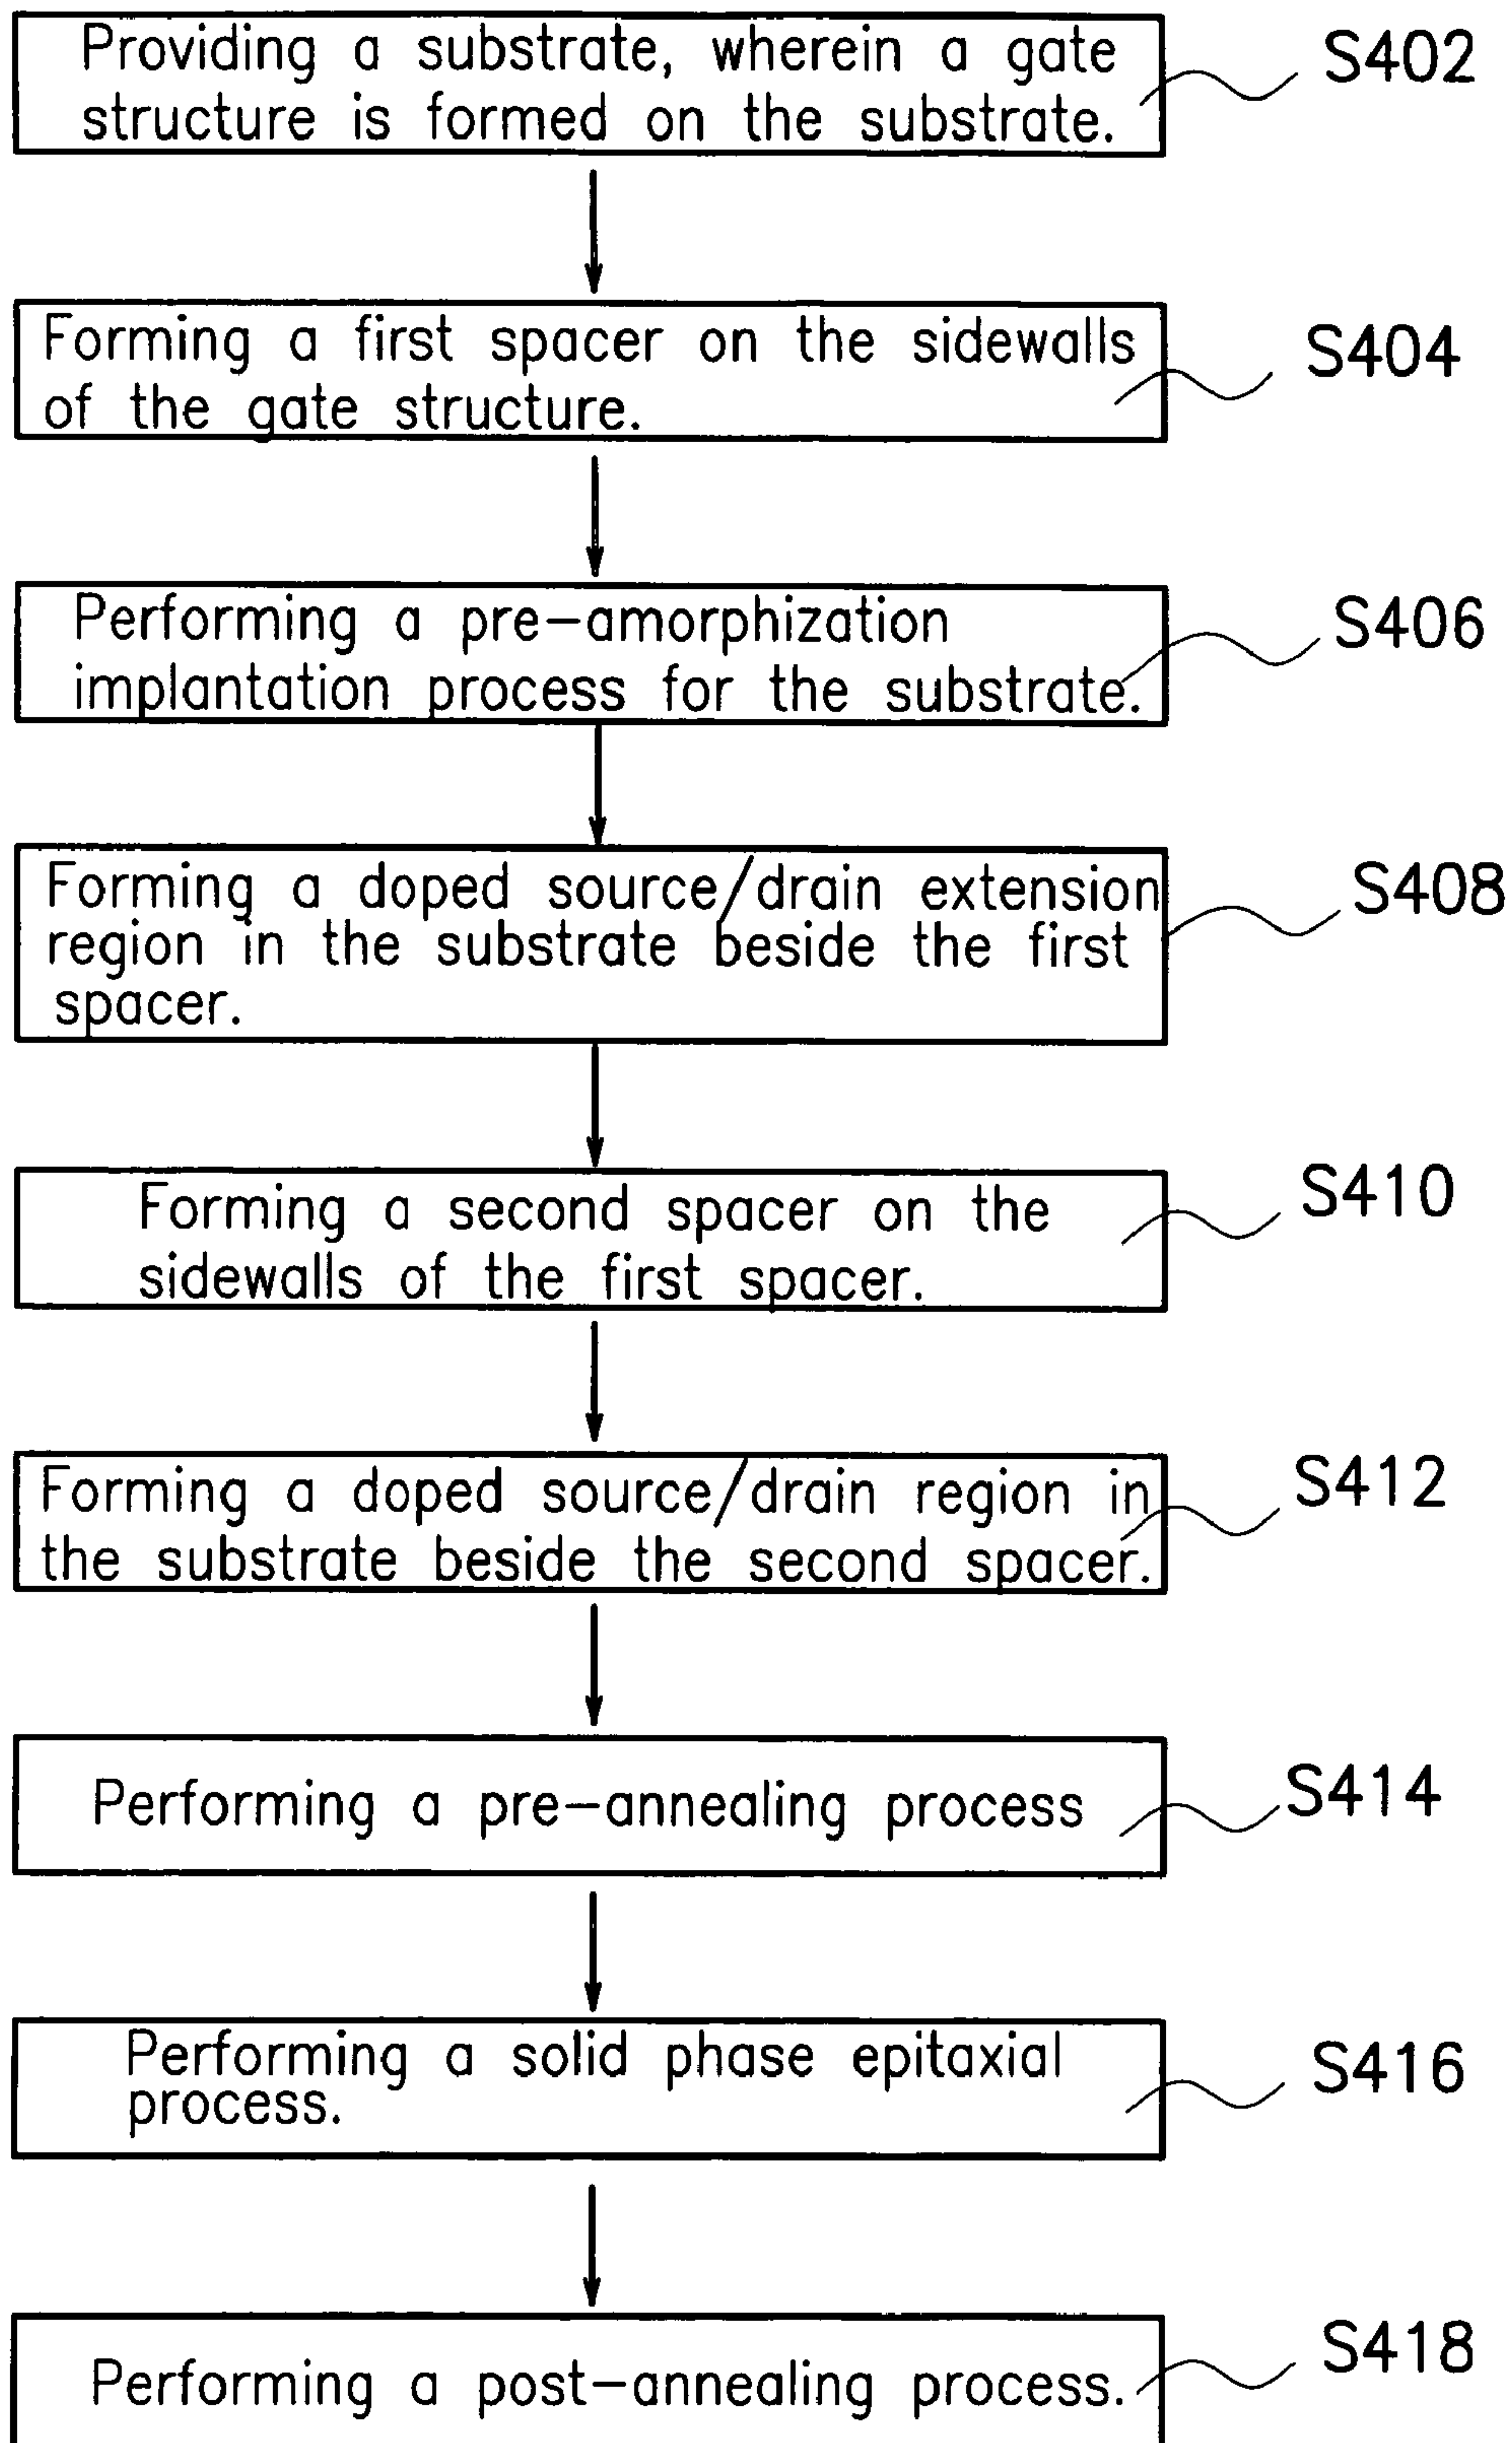 Providing a substrate, wherein a gate
structure is formed on the substrate.
S402
Forming a first spacer on the sidewalls
of the gate structure.
S404
Performing a pre-amorphization
implantation process for the substrate.
S406
Forming a doped source/drain extension
region in the substrate beside the first
spacer.
S408
Forming a second spacer on the
sidewalls of the first spacer.
S410
Forming a doped source/drain region in
the substrate beside the second spacer.
S412
Performing a pre-annealing process
S414
Performing a solid phase epitaxial
process.
S416
Performing a post-annealing process.
S418